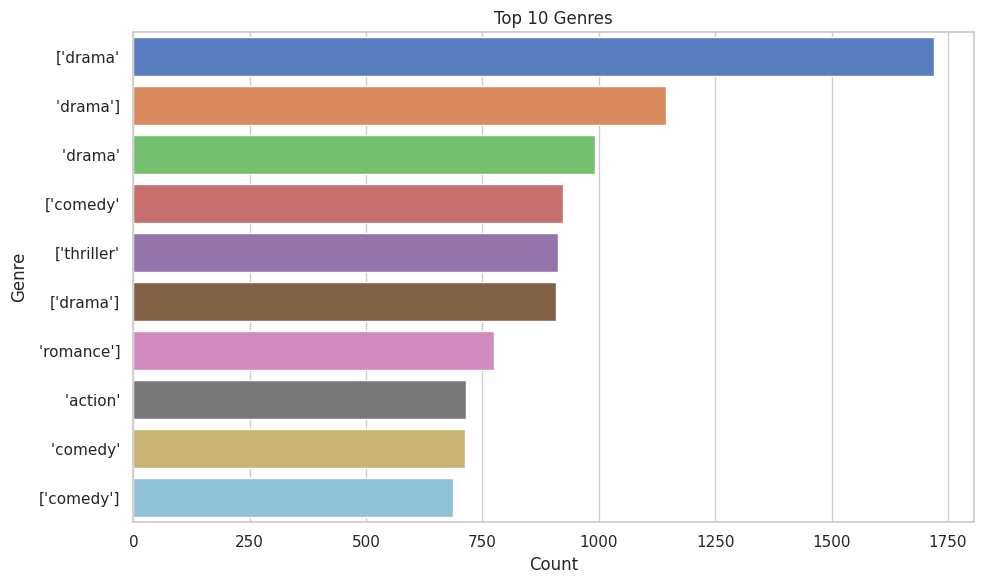 Top 10 Genres
Genre
['drama'
'drama']
'drama'
['comedy'
['thriller'
['drama']
'romance']
'action'
'comedy'
['comedy']
0 250 500 750 1000 1250 1500 1750
Count